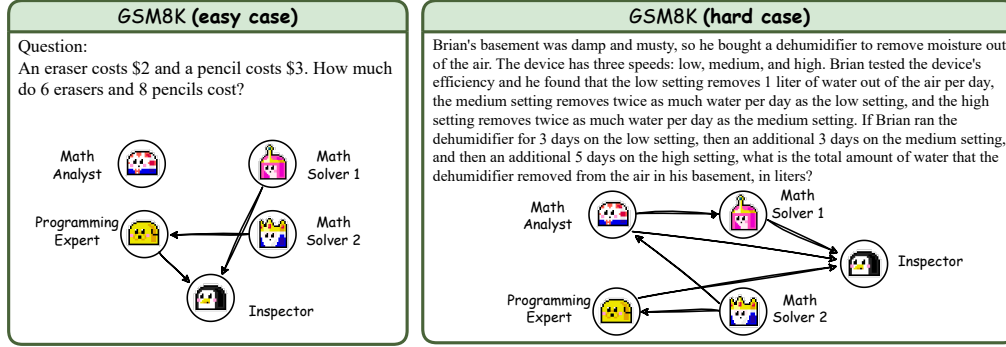 GSM8K (easy case)
Question:
An eraser costs $2 and a pencil costs $3. How much
do 6 erasers and 8 pencils cost?
Math
Analyst
Math
Solver 1
Programming
Expert
Math
Solver 2
Inspector
GSM8K (hard case)
Brian's basement was damp and musty, so he bought a dehumidifier to remove moisture out
of the air. The device has three speeds: low, medium, and high. Brian tested the device's
efficiency and he found that the low setting removes 1 liter of water out of the air per day,
the medium setting removes twice as much water per day as the low setting, and the high
setting removes twice as much water per day as the medium setting. If Brian ran the
dehumidifier for 3 days on the low setting, then an additional 3 days on the medium setting,
and then an additional 5 days on the high setting, what is the total amount of water that the
dehumidifier removed from the air in his basement, in liters?
Math
Analyst
Math
Solver 1
Inspector
Programming
Expert
Math
Solver 2